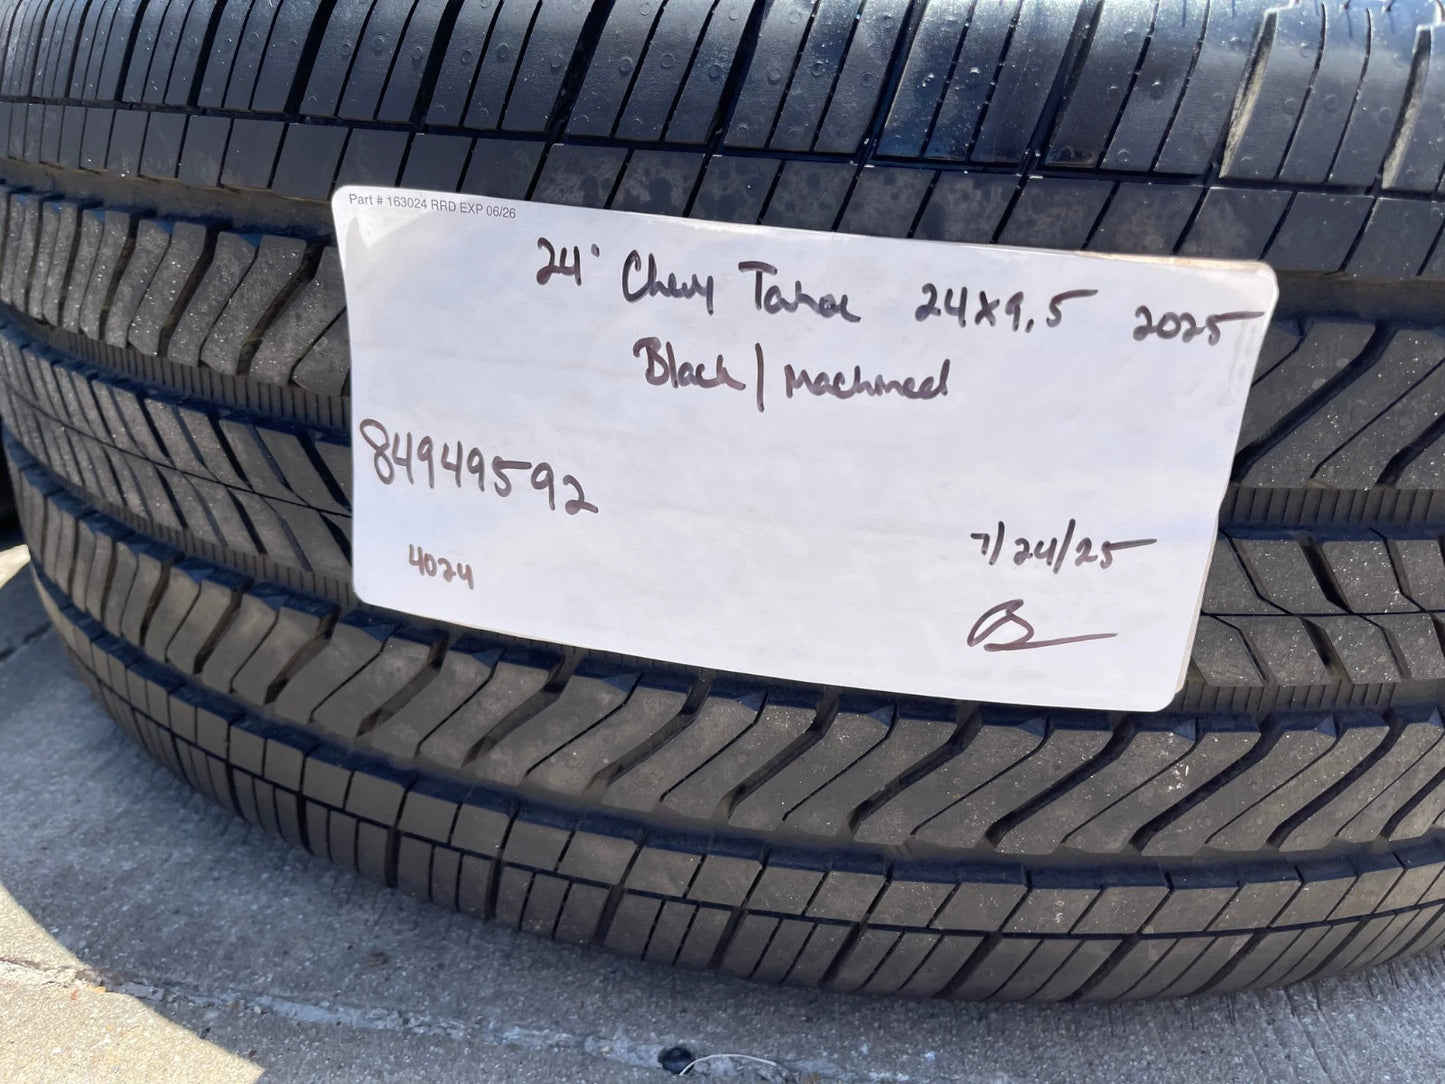 Part # 163024 RRD EXP 06/26
24" Chevy Tahoe 24x9.5 2025
Black/Machined
84949592
7/24/25
4024